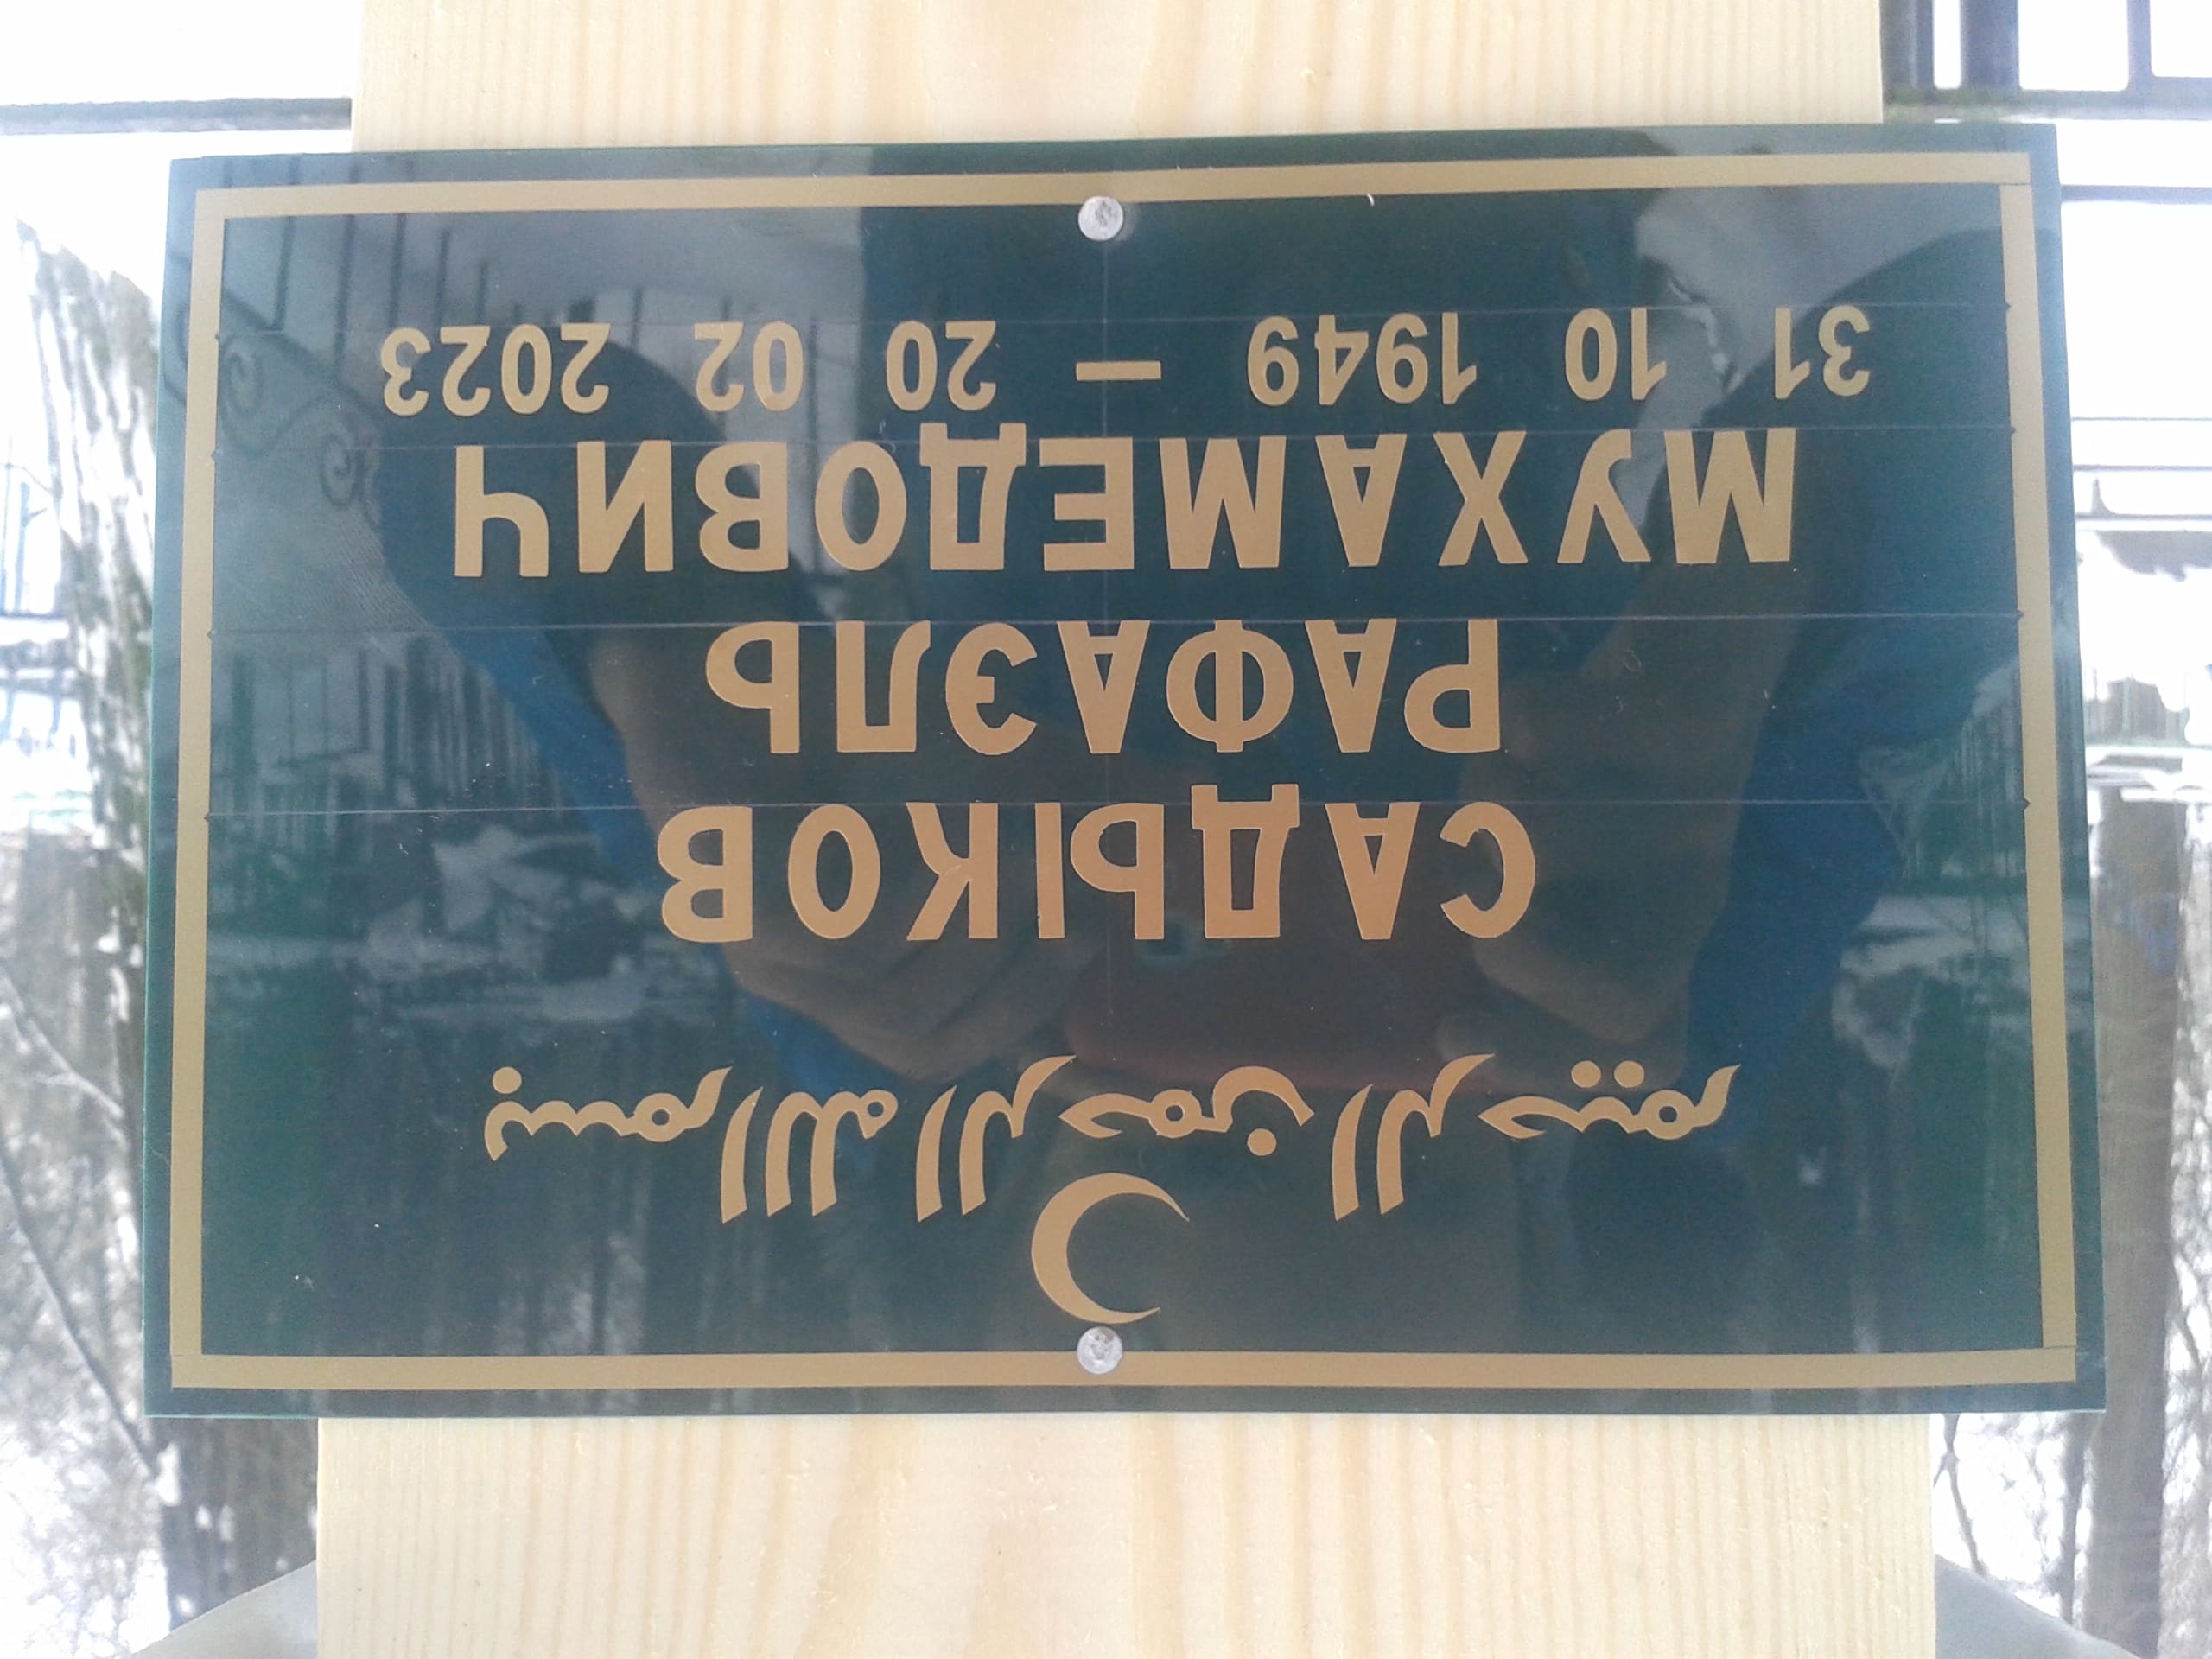 بسم الله الرحمن الرحيم
САДЫКОВ
РАФАЭЛЬ
МУХАМЕДОВИЧ
31 10 1949 – 20 02 2023